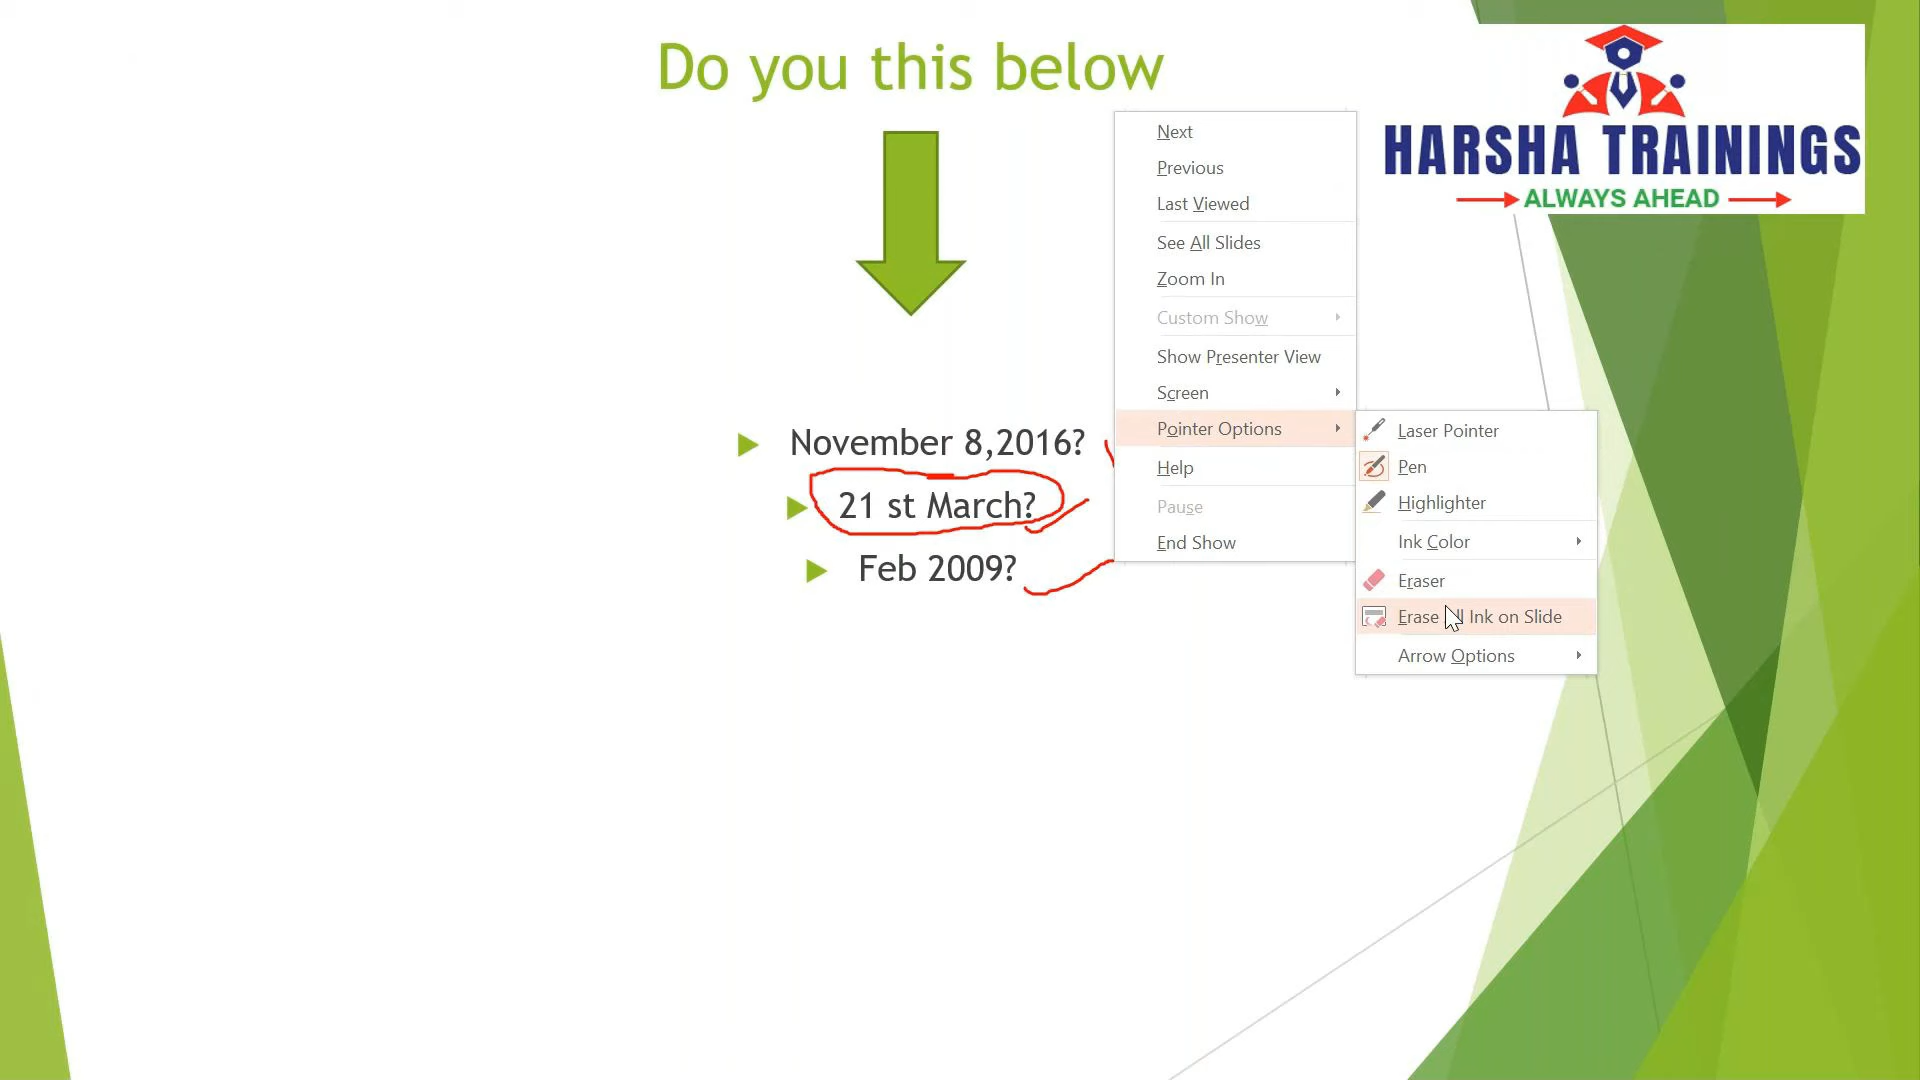 Do you this below
HARSHA TRAININGS
ALWAYS AHEAD
November 8,2016?
21 st March?
Feb 2009?
Next
Previous
Last Viewed
See All Slides
Zoom In
Custom Show
Show Presenter View
Screen
Pointer Options
Help
Pause
End Show
Laser Pointer
Pen
Highlighter
Ink Color
Eraser
Erase All Ink on Slide
Arrow Options